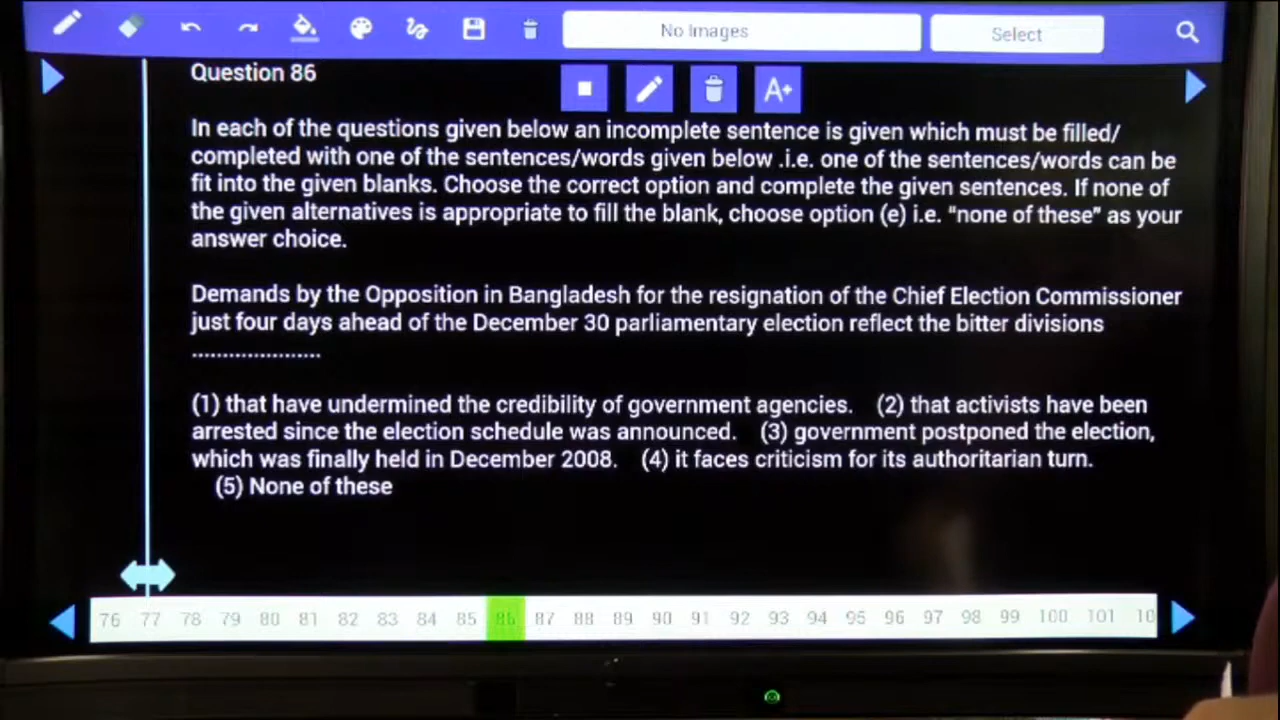 No Images
Select
Question 86
A+
In each of the questions given below an incomplete sentence is given which must be filled/
completed with one of the sentences/words given below .i.e. one of the sentences/words can be
fit into the given blanks. Choose the correct option and complete the given sentences. If none of
the given alternatives is appropriate to fill the blank, choose option (e) i.e. "none of these" as your
answer choice.
Demands by the Opposition in Bangladesh for the resignation of the Chief Election Commissioner
just four days ahead of the December 30 parliamentary election reflect the bitter divisions
.....................
(1) that have undermined the credibility of government agencies. (2) that activists have been
arrested since the election schedule was announced. (3) government postponed the election,
which was finally held in December 2008. (4) it faces criticism for its authoritarian turn.
(5) None of these
76 77 78 79 80 81 82 83 84 85 86 87 88 89 90 91 92 93 94 95 96 97 98 99 100 101 10